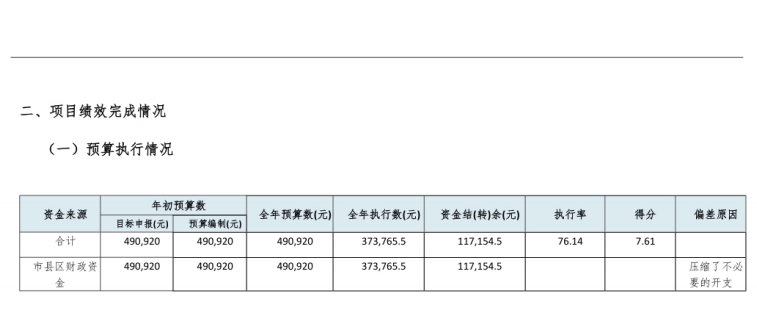 二、项目绩效完成情况
（一）预算执行情况
资金来源 年初预算数 全年预算数(元) 全年执行数(元) 资金结(转)余(元) 执行率 得分 偏差原因
目标申报(元) 预算编制(元)
合计 490,920 490,920 490,920 373,765.5 117,154.5 76.14 7.61
市县区财政资 490,920 490,920 490,920 373,765.5 117,154.5 压缩了不必
金 要的开支